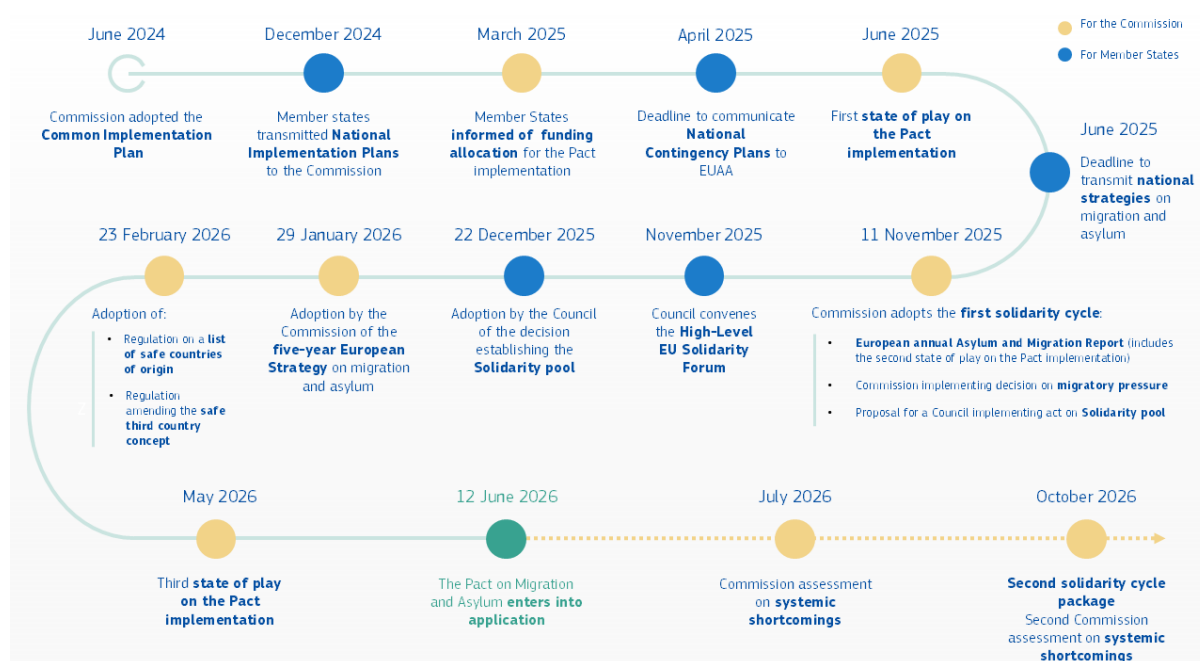 For the Commission
For Member States
June 2024
Commission adopted the
Common Implementation
Plan
December 2024
Member states
transmitted National
Implementation Plans
to the Commission
March 2025
Member States
informed of funding
allocation for the Pact
implementation
April 2025
Deadline to communicate
National
Contingency Plans to
EUAA
June 2025
First state of play on
the Pact
implementation
June 2025
Deadline to
transmit national
strategies on
migration and
asylum
11 November 2025
Commission adopts the first solidarity cycle:
• European annual Asylum and Migration Report (includes
the second state of play on the Pact implementation)
• Commission implementing decision on migratory pressure
• Proposal for a Council implementing act on Solidarity pool
November 2025
Council convenes
the High-Level
EU Solidarity
Forum
22 December 2025
Adoption by the Council
of the decision
establishing the
Solidarity pool
29 January 2026
Adoption by the
Commission of the
five-year European
Strategy on migration
and asylum
23 February 2026
Adoption of:
• Regulation on a list
of safe countries
of origin
• Regulation
amending the safe
third country
concept
May 2026
Third state of play
on the Pact
implementation
12 June 2026
The Pact on Migration
and Asylum enters into
application
July 2026
Commission assessment
on systemic
shortcomings
October 2026
Second solidarity cycle
package
Second Commission
assessment on systemic
shortcomings